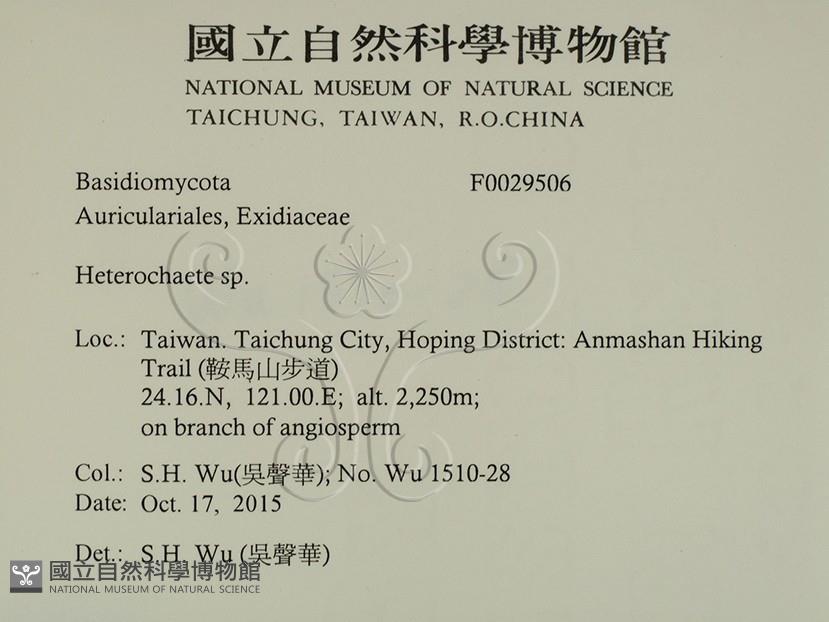 國立自然科學博物館
NATIONAL MUSEUM OF NATURAL SCIENCE
TAICHUNG, TAIWAN, R.O.CHINA
Basidiomycota F0029506
Auriculariales, Exidiaceae
Heterochaete sp.
Loc.: Taiwan. Taichung City, Hoping District: Anmashan Hiking
Trail (鞍馬山步道)
24.16.N, 121.00.E; alt. 2,250m;
on branch of angiosperm
Col.: S.H. Wu(吳聲華); No. Wu 1510-28
Date: Oct. 17, 2015
Det.: S.H. Wu (吳聲華)
國立自然科學博物館
NATIONAL MUSEUM OF NATURAL SCIENCE